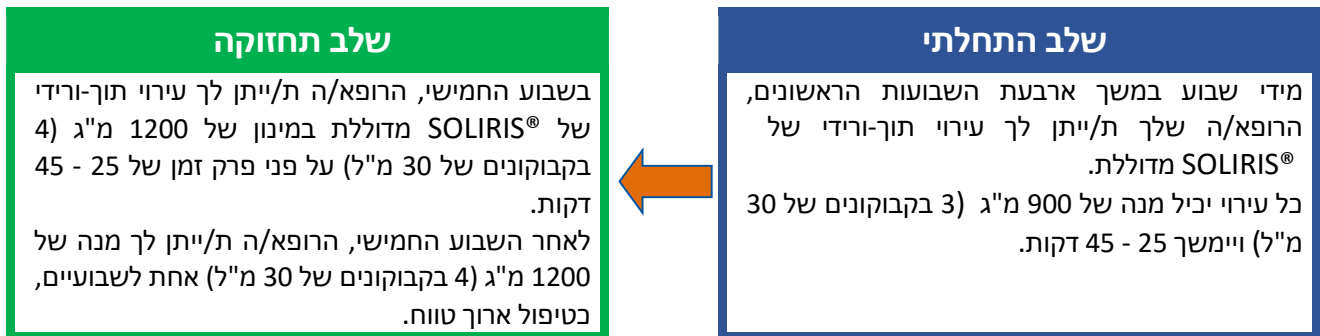 שלב התחלתי
מידי שבוע במשך ארבעת השבועות הראשונים,
הרופא/ה שלך ת/ייתן לך עירוי תוך-ורידי של
SOLIRIS® מדוללת.
כל עירוי יכיל מנה של 900 מ"ג (3 בקבוקונים של 30
מ"ל) ויימשך 25 - 45 דקות.
שלב תחזוקה
בשבוע החמישי, הרופא/ה ת/ייתן לך עירוי תוך-ורידי
של SOLIRIS® מדוללת במינון של 1200 מ"ג (4
בקבוקונים של 30 מ"ל) על פני פרק זמן של 25 - 45
דקות.
לאחר השבוע החמישי, הרופא/ה ת/ייתן לך מנה של
1200 מ"ג (4 בקבוקונים של 30 מ"ל) אחת לשבועיים,
כטיפול ארוך טווח.